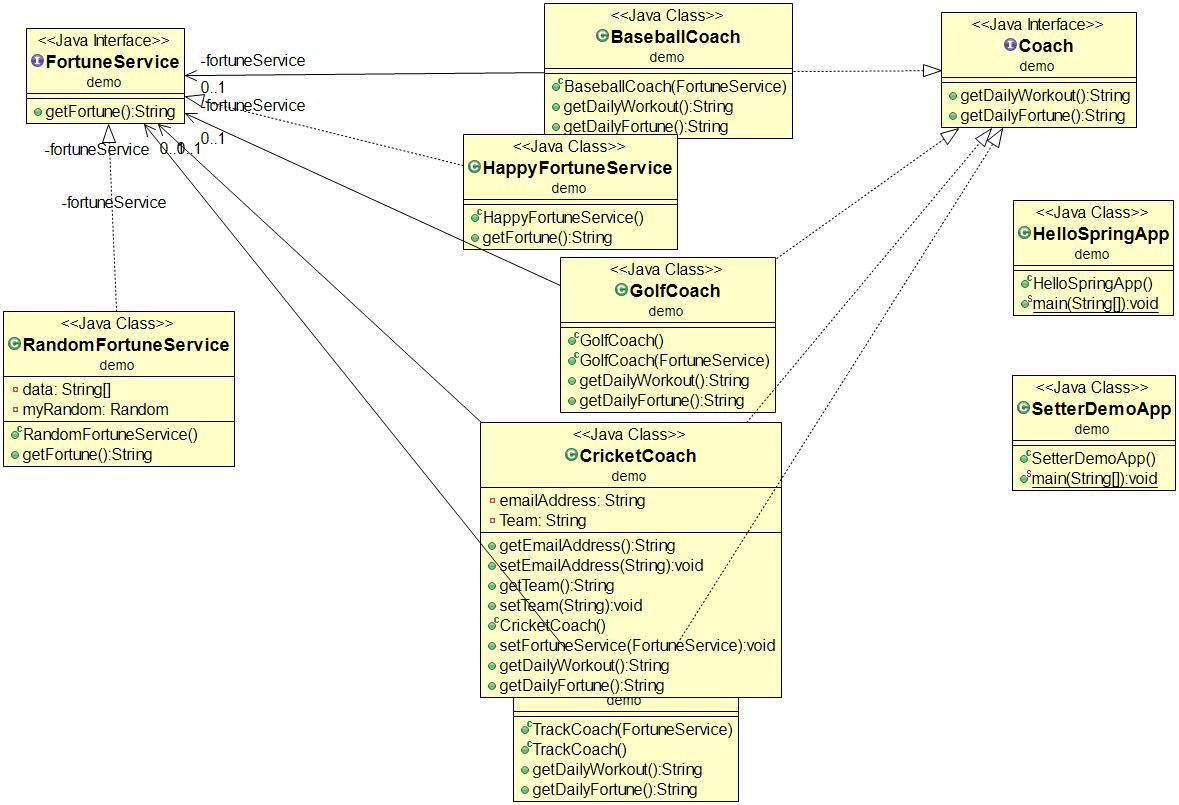 <<Java Interface>>
FortuneService
demo
getFortune():String
-fortuneService
0..1
-fortuneService
0..1
-fortuneService
0..1
0..1
-fortuneService
<<Java Class>>
BaseballCoach
demo
BaseballCoach(FortuneService)
getDailyWorkout():String
getDailyFortune():String
<<Java Interface>>
Coach
demo
getDailyWorkout():String
getDailyFortune():String
<<Java Class>>
HappyFortuneService
demo
HappyFortuneService()
getFortune():String
<<Java Class>>
HelloSpringApp
demo
HelloSpringApp()
main(String[]):void
<<Java Class>>
GolfCoach
demo
GolfCoach()
GolfCoach(FortuneService)
getDailyWorkout():String
getDailyFortune():String
<<Java Class>>
RandomFortuneService
demo
data: String[]
myRandom: Random
RandomFortuneService()
getFortune():String
<<Java Class>>
SetterDemoApp
demo
SetterDemoApp()
main(String[]):void
<<Java Class>>
CricketCoach
demo
emailAddress: String
Team: String
getEmailAddress():String
setEmailAddress(String):void
getTeam():String
setTeam(String):void
CricketCoach()
setFortuneService(FortuneService):void
getDailyWorkout():String
getDailyFortune():String
demo
TrackCoach(FortuneService)
TrackCoach()
getDailyWorkout():String
getDailyFortune():String